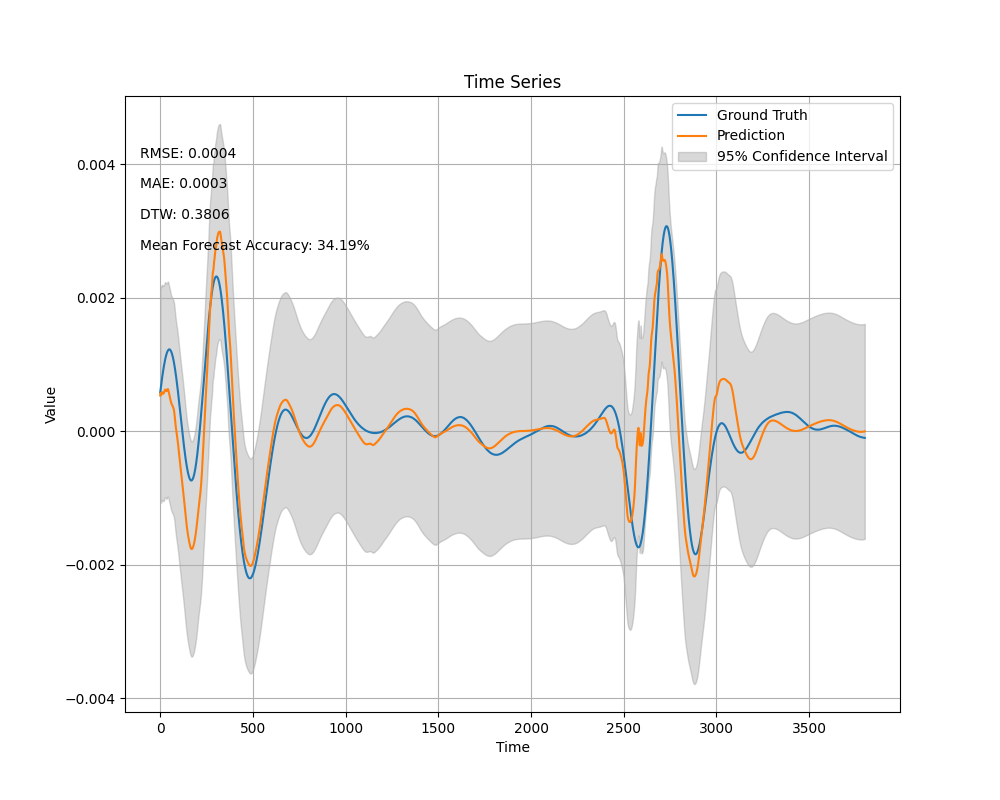 Time Series
Ground Truth
Prediction
95% Confidence Interval
RMSE: 0.0004
MAE: 0.0003
DTW: 0.3806
Mean Forecast Accuracy: 34.19%
Value
0.004
0.002
0.000
−0.002
−0.004
0 500 1000 1500 2000 2500 3000 3500
Time